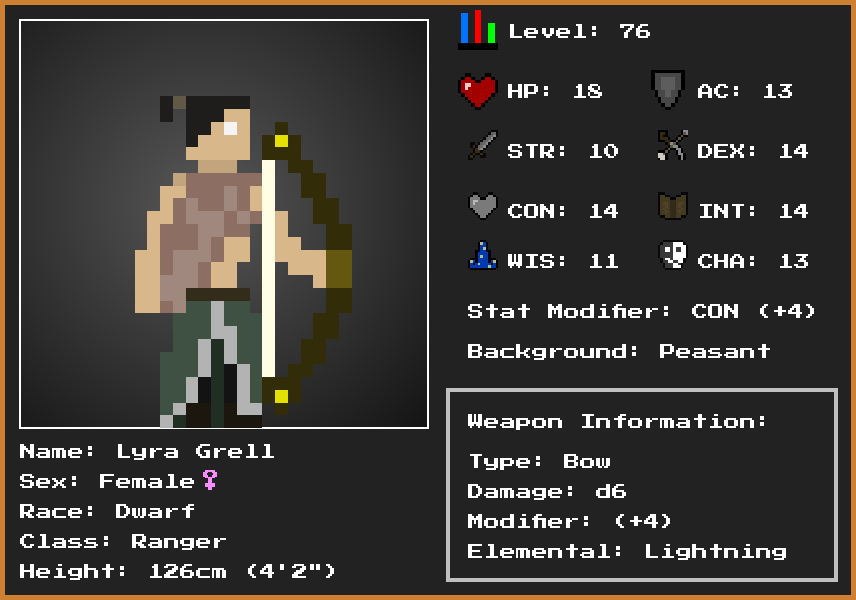 Level: 76
HP: 18
AC: 13
STR: 10
DEX: 14
CON: 14
INT: 14
WIS: 11
CHA: 13
Stat Modifier: CON (+4)
Background: Peasant
Weapon Information:
Type: Bow
Damage: d6
Modifier: (+4)
Elemental: Lightning
Name: Lyra Grell
Sex: Female♀
Race: Dwarf
Class: Ranger
Height: 126cm (4'2")